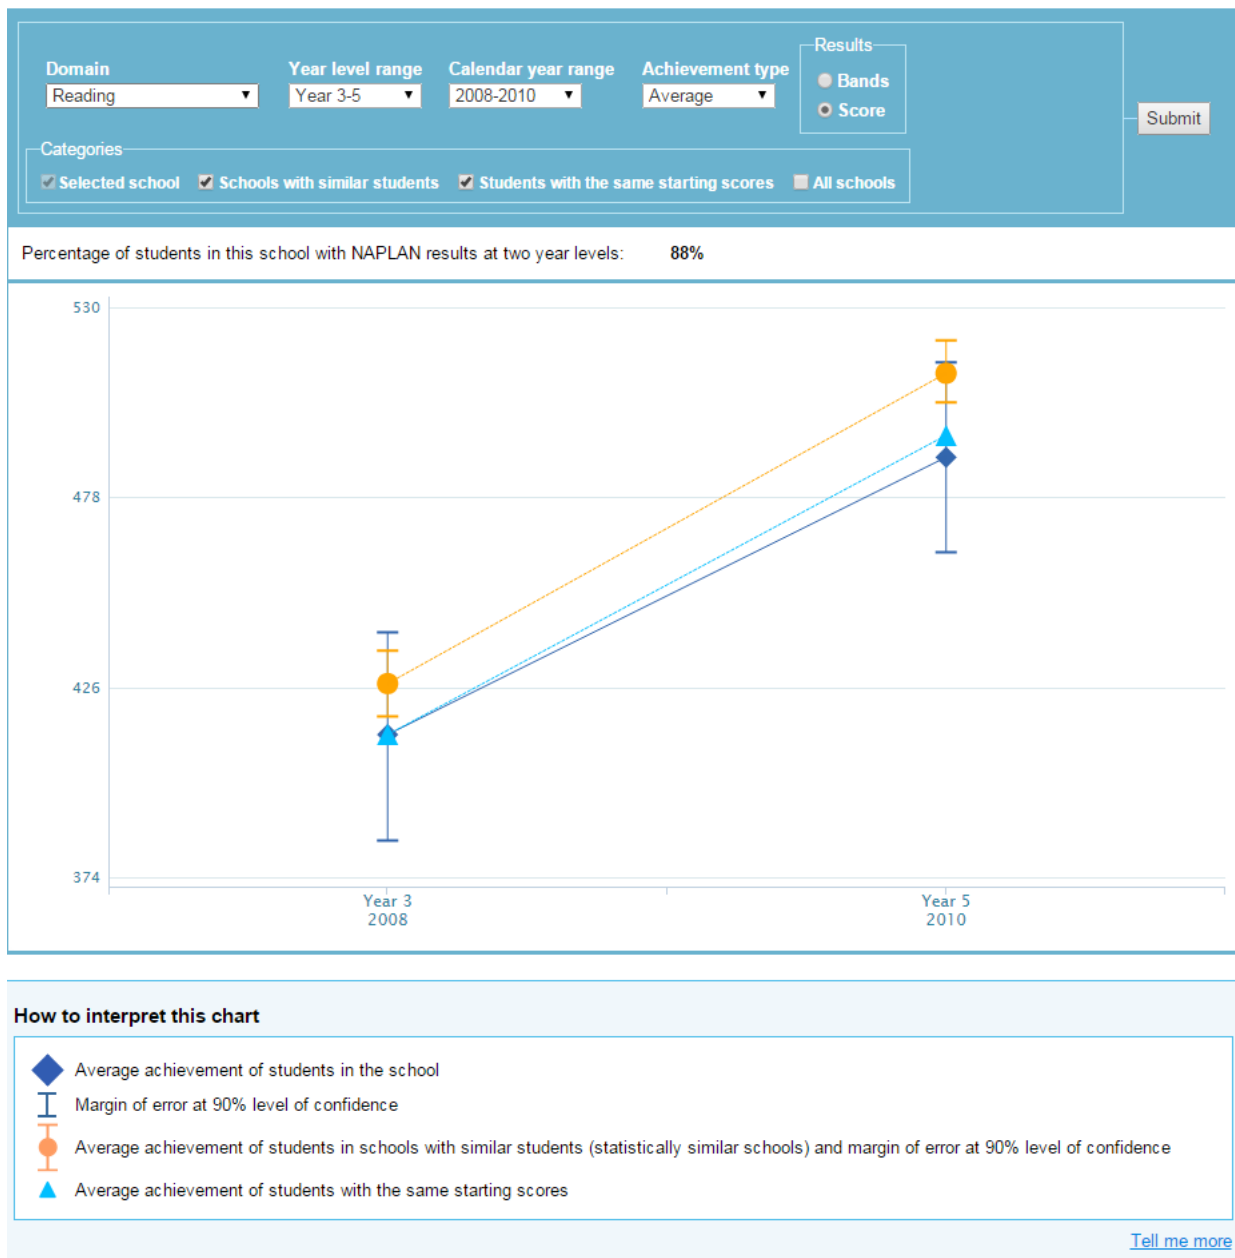 Domain
Year level range
Calendar year range
Achievement type
Results
Reading
Year 3-5
2008-2010
Average
Bands
Score
Submit
Categories
Selected school
Schools with similar students
Students with the same starting scores
All schools
Percentage of students in this school with NAPLAN results at two year levels: 88%
530
478
426
374
Year 3
2008
Year 5
2010
How to interpret this chart
Average achievement of students in the school
Margin of error at 90% level of confidence
Average achievement of students in schools with similar students (statistically similar schools) and margin of error at 90% level of confidence
Average achievement of students with the same starting scores
Tell me more